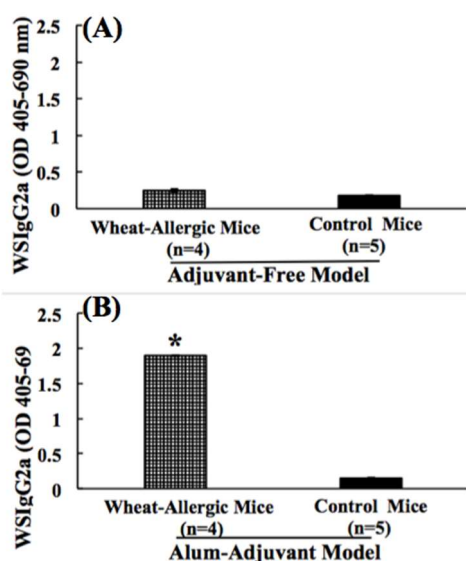 (A)
WSIgG2a (OD 405-690 nm)
2.5
2
1.5
1
0.5
0
Wheat-Allergic Mice
(n=4)
Control Mice
(n=5)
Adjuvant-Free Model
(B)
WSIgG2a (OD 405-69
2.5
2
1.5
1
0.5
0
*
Wheat-Allergic Mice
(n=4)
Control Mice
(n=5)
Alum-Adjuvant Model